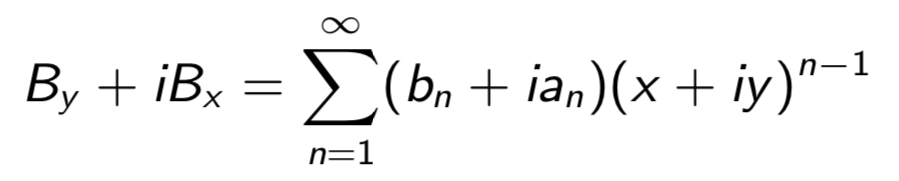 B_y + iB_x = \sum_{n=1}^{\infty} (b_n + ia_n)(x + iy)^{n-1}